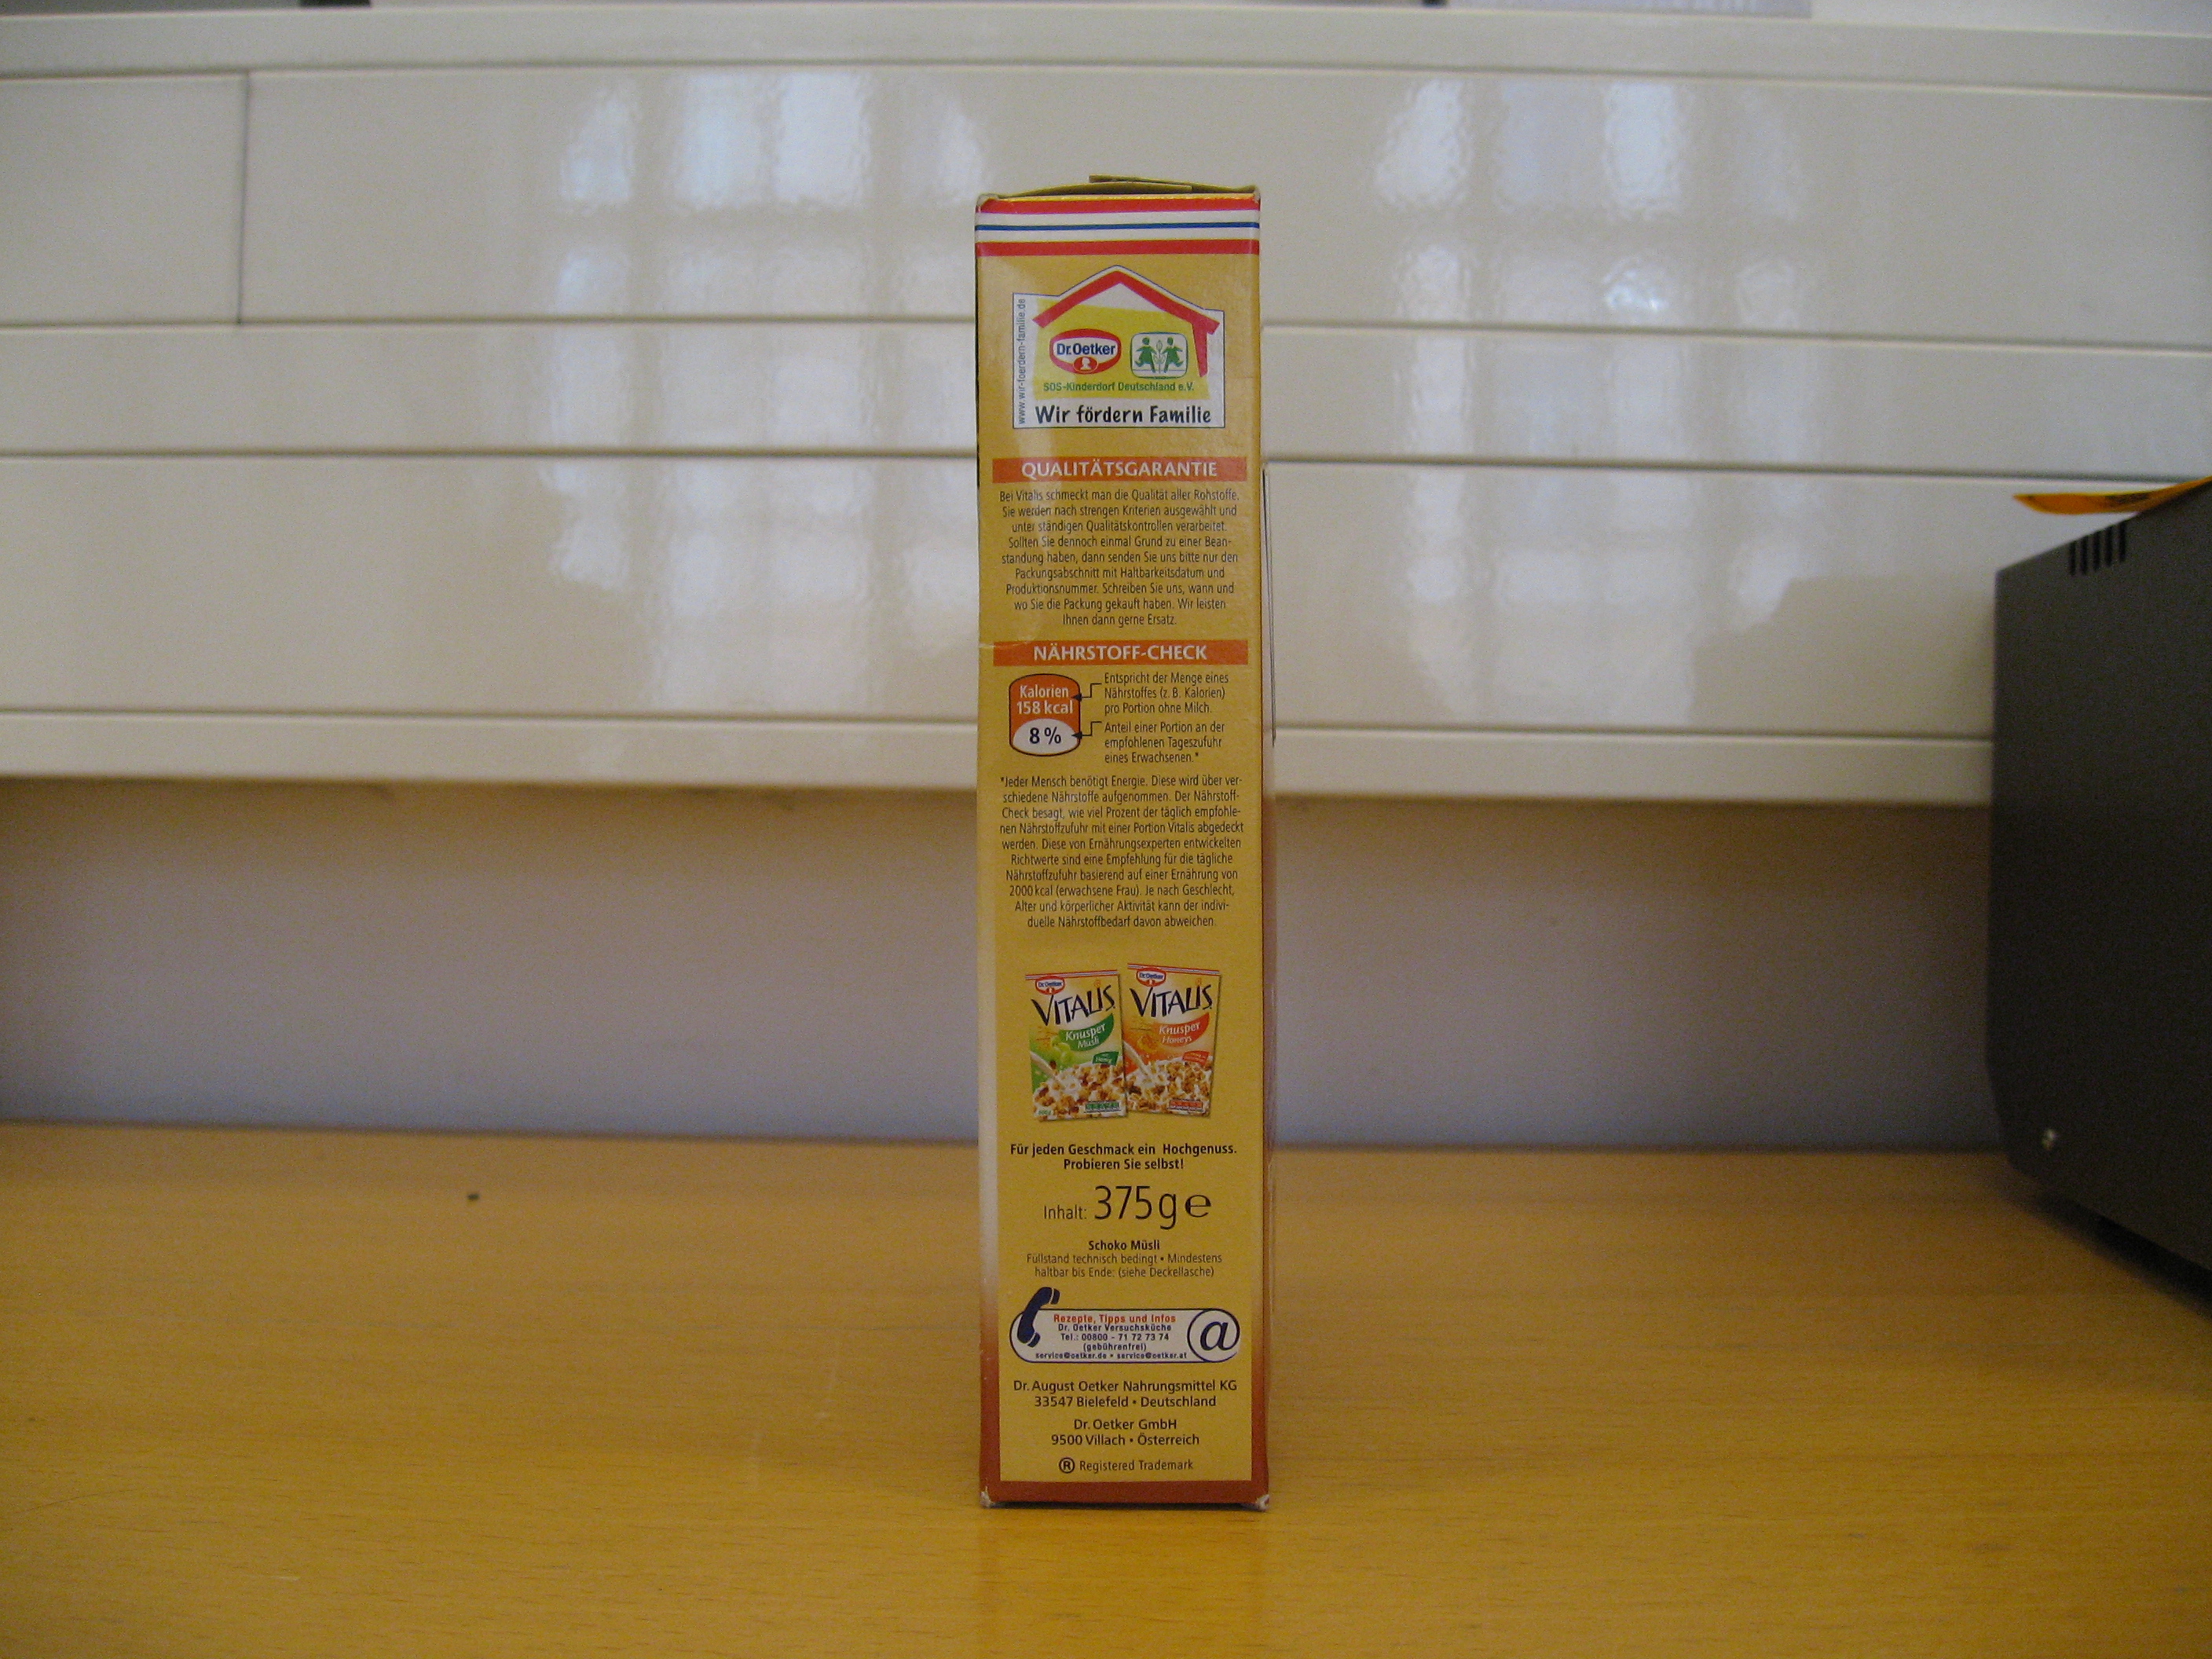 www.wir-foerdern-familie.de
Dr.Oetker
SOS-Kinderdorf Deutschland e.V.
Wir fördern Familie
QUALITÄTSGARANTIE
Bei Vitalis schmeckt man die Qualität aller Rohstoffe.
Sie werden nach strengen Kriterien ausgewählt und
unter ständigen Qualitätskontrollen verarbeitet.
Sollten Sie dennoch einmal Grund zu einer Bean-
standung haben, dann senden Sie uns bitte nur den
Packungsabschnitt mit Haltbarkeitsdatum und
Produktionsnummer. Schreiben Sie uns, wann und
wo Sie die Packung gekauft haben. Wir leisten
Ihnen dann gerne Ersatz.
NÄHRSTOFF-CHECK
Kalorien
158 kcal
8%
Entspricht der Menge eines
Nährstoffes (z. B. Kalorien)
pro Portion ohne Milch.
Anteil einer Portion an der
empfohlenen Tageszufuhr
eines Erwachsenen.*
*Jeder Mensch benötigt Energie. Diese wird über ver-
schiedene Nährstoffe aufgenommen. Der Nährstoff-
Check besagt, wie viel Prozent der täglich empfohle-
nen Nährstoffzufuhr mit einer Portion Vitalis abgedeckt
werden. Diese von Ernährungsexperten entwickelten
Richtwerte sind eine Empfehlung für die tägliche
Nährstoffzufuhr basierend auf einer Ernährung von
2000 kcal (erwachsene Frau). Je nach Geschlecht,
Alter und körperlicher Aktivität kann der indivi-
duelle Nährstoffbedarf davon abweichen.
Dr.Oetker
VITALIS
Knusper
Müsli
Dr.Oetker
VITALIS
Knusper
Honeys
Für jeden Geschmack ein Hochgenuss.
Probieren Sie selbst!
Inhalt: 375g e
Schoko Müsli
Füllstand technisch bedingt • Mindestens
haltbar bis Ende: (siehe Deckellasche)
Rezepte, Tipps und Infos
Dr. Oetker Versuchsküche
Tel.: 00800 - 71 72 73 74
(gebührenfrei)
service@oetker.de • service@oetker.at
@
Dr. August Oetker Nahrungsmittel KG
33547 Bielefeld • Deutschland
Dr. Oetker GmbH
9500 Villach • Österreich
® Registered Trademark